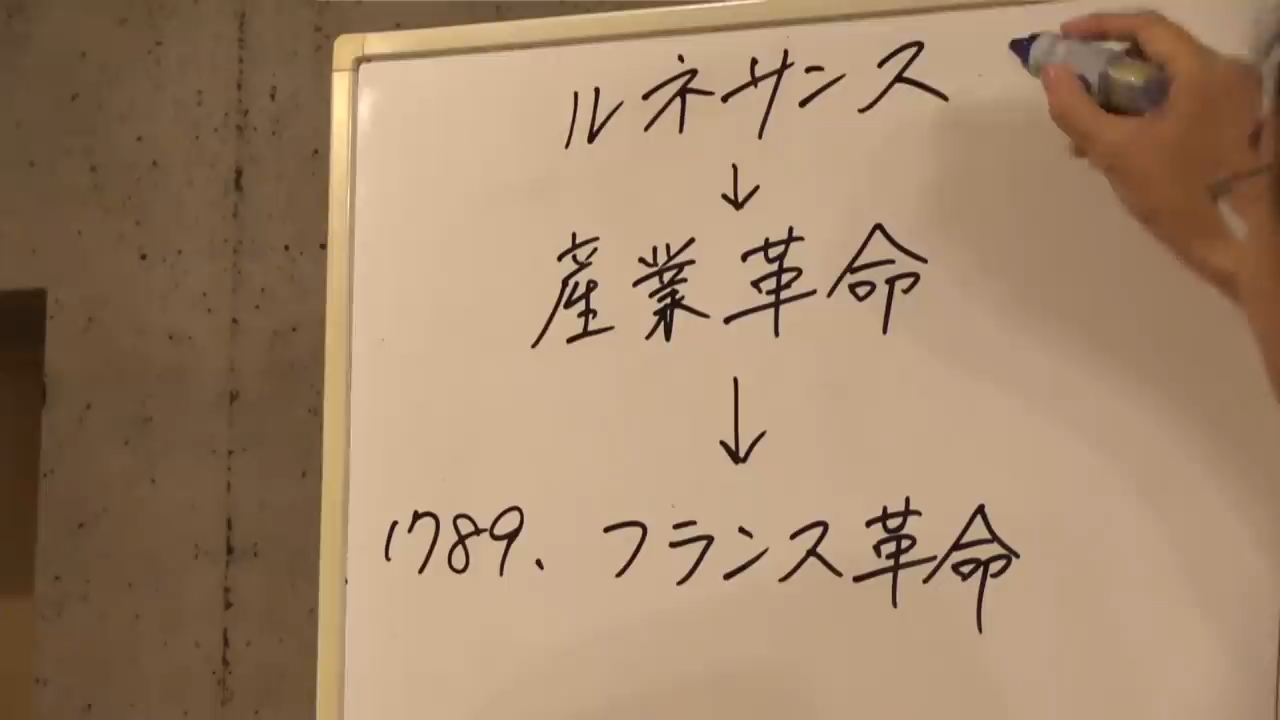 ルネサンス
↓
産業革命
↓
1789、フランス革命